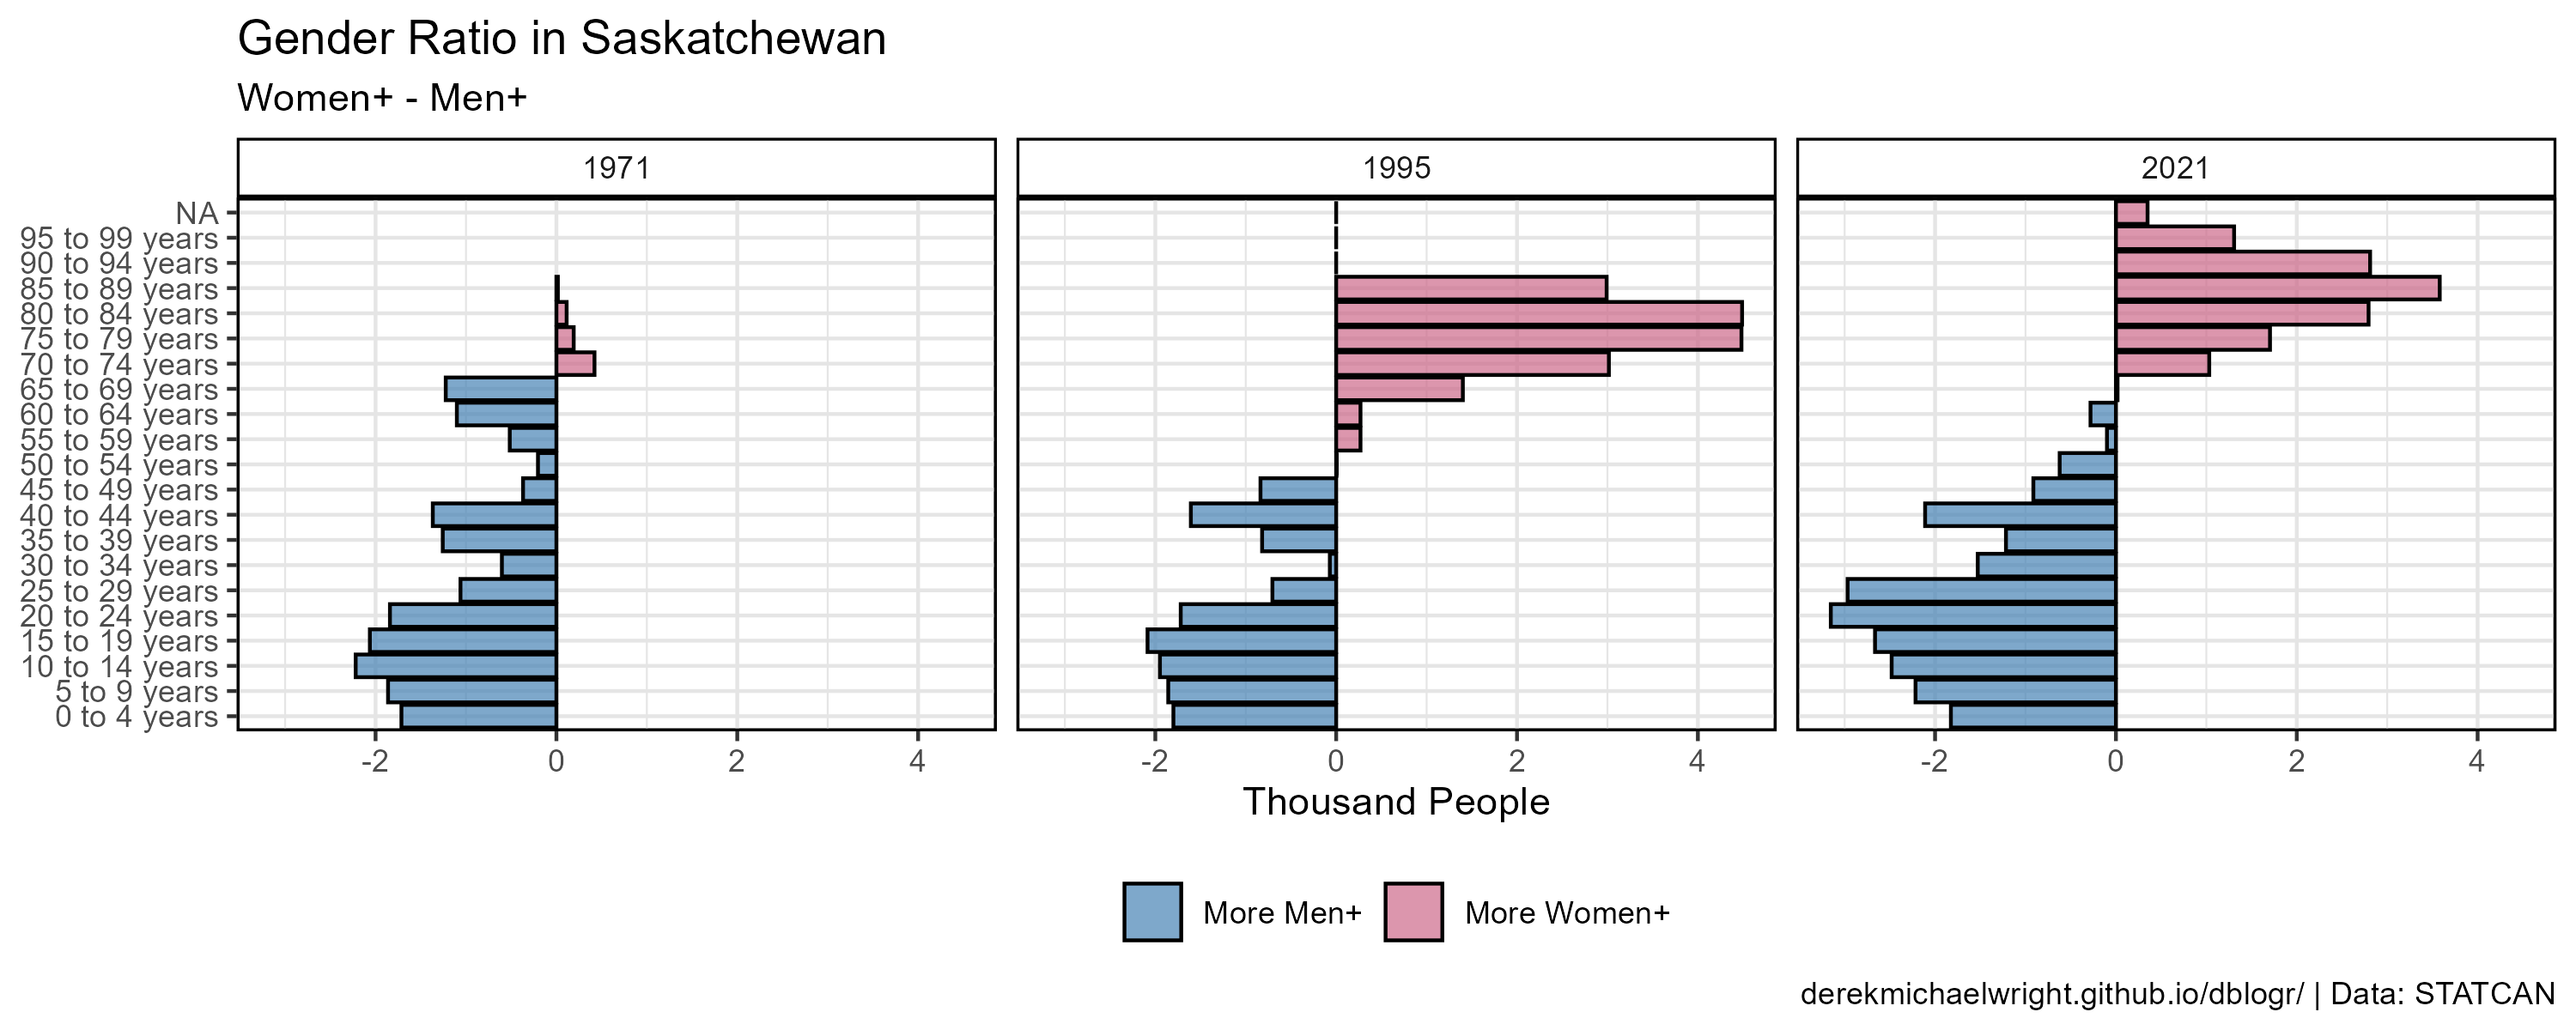 Gender Ratio in Saskatchewan
Women+ - Men+
1971
1995
2021
NA
95 to 99 years
90 to 94 years
85 to 89 years
80 to 84 years
75 to 79 years
70 to 74 years
65 to 69 years
60 to 64 years
55 to 59 years
50 to 54 years
45 to 49 years
40 to 44 years
35 to 39 years
30 to 34 years
25 to 29 years
20 to 24 years
15 to 19 years
10 to 14 years
5 to 9 years
0 to 4 years
-2 0 2 4
-2 0 2 4
-2 0 2 4
Thousand People
More Men+
More Women+
derekmichaelwright.github.io/dblogr/ | Data: STATCAN